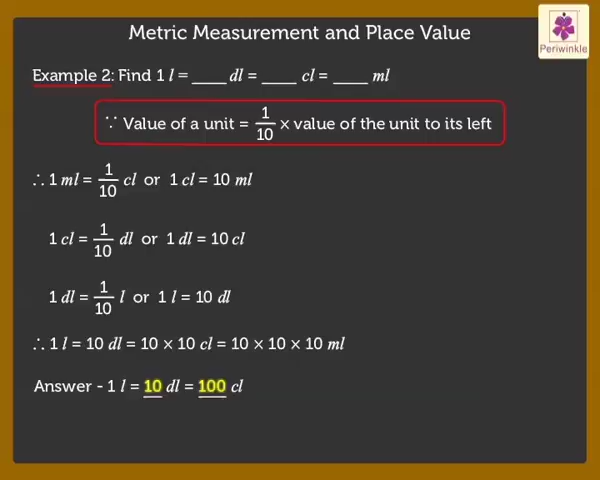 Metric Measurement and Place Value
Periwinkle
Example 2: Find 1 l = ____ dl = ____ cl = ____ ml
∵ Value of a unit = 1/10 x value of the unit to its left
∴ 1 ml = 1/10 cl or 1 cl = 10 ml
1 cl = 1/10 dl or 1 dl = 10 cl
1 dl = 1/10 l or 1 l = 10 dl
∴ 1 l = 10 dl = 10 × 10 cl = 10 × 10 × 10 ml
Answer - 1 l = 10 dl = 100 cl